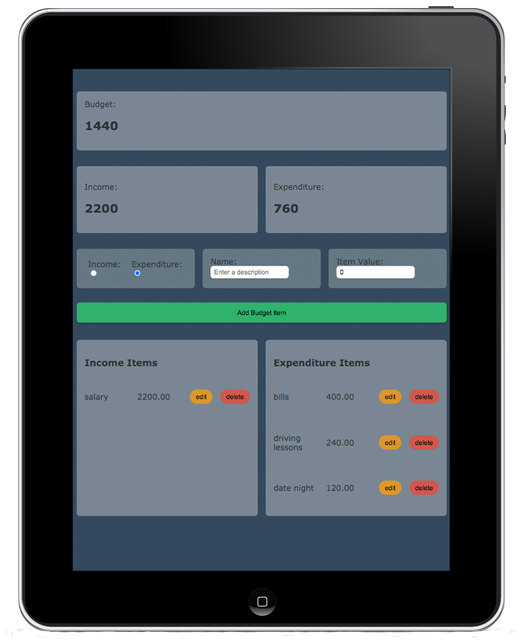 Budget:
1440
Income:
2200
Expenditure:
760
Income: Expenditure:
Name:
Enter a description
Item Value:
0
Add Budget Item
Income Items
salary 2200.00 edit delete
Expenditure Items
bills 400.00 edit delete
driving
lessons 240.00 edit delete
date night 120.00 edit delete